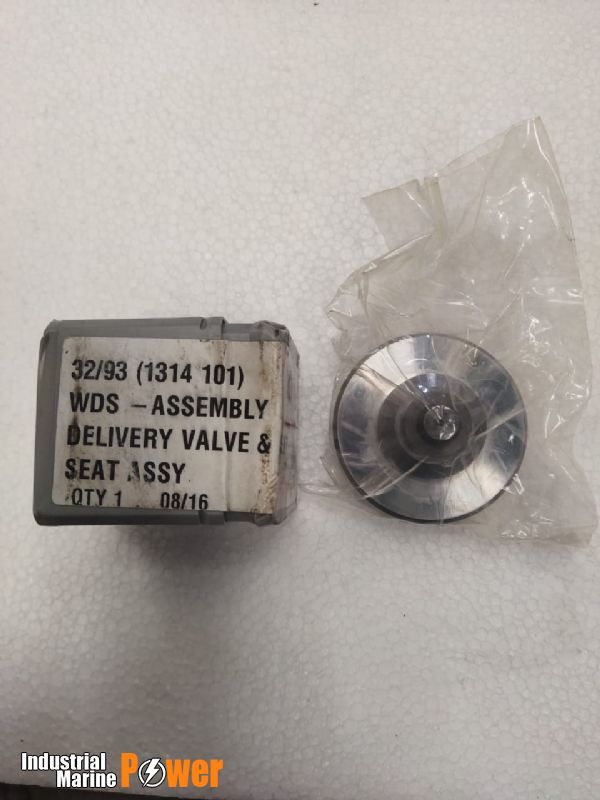 32/93 (1314 101)
WDS - ASSEMBLY
DELIVERY VALVE &
SEAT ASSY
QTY 1 08/16
Industrial
Marine Power